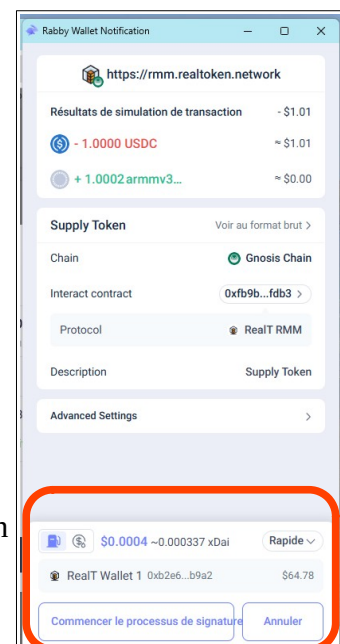 Rabby Wallet Notification
https://rmm.realtoken.network
Résultats de simulation de transaction - $1.01
- 1.0000 USDC ≈ $1.01
+ 1.0002 armmv3... ≈ $0.00
Supply Token Voir au format brut >
Chain Gnosis Chain
Interact contract 0xfb9b...fdb3 >
Protocol RealT RMM
Description Supply Token
Advanced Settings >
$0.0004 ~0.000337 xDai Rapide
RealT Wallet 1 0xb2e6...b9a2 $64.78
Commencer le processus de signature Annuler